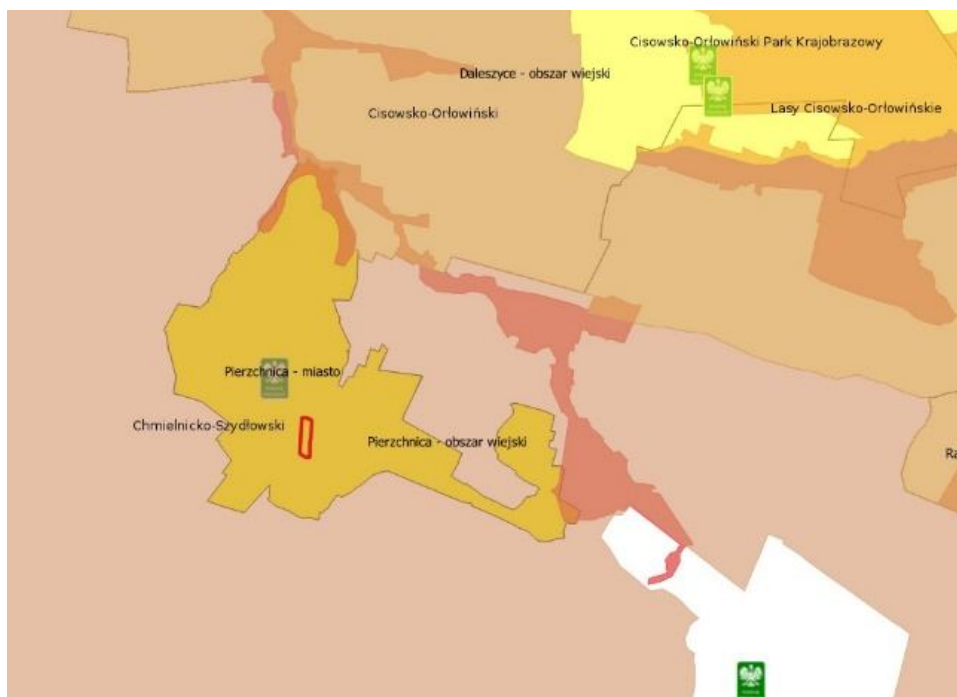 Cisowsko-Orłowiński Park Krajobrazowy
Daleszyce - obszar wiejski
Lasy Cisowsko-Orłowińskie
Cisowsko-Orłowiński
Pierzchnica - miasto
Chmielnicko-Szydłowski
Pierzchnica - obszar wiejski
Ra